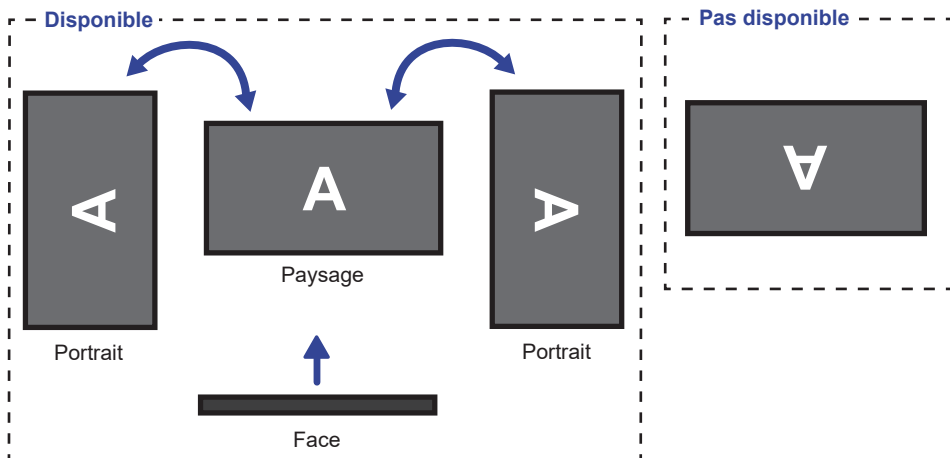 Disponible
Pas disponible
A
A
A
A
Paysage
Portrait
Portrait
Face